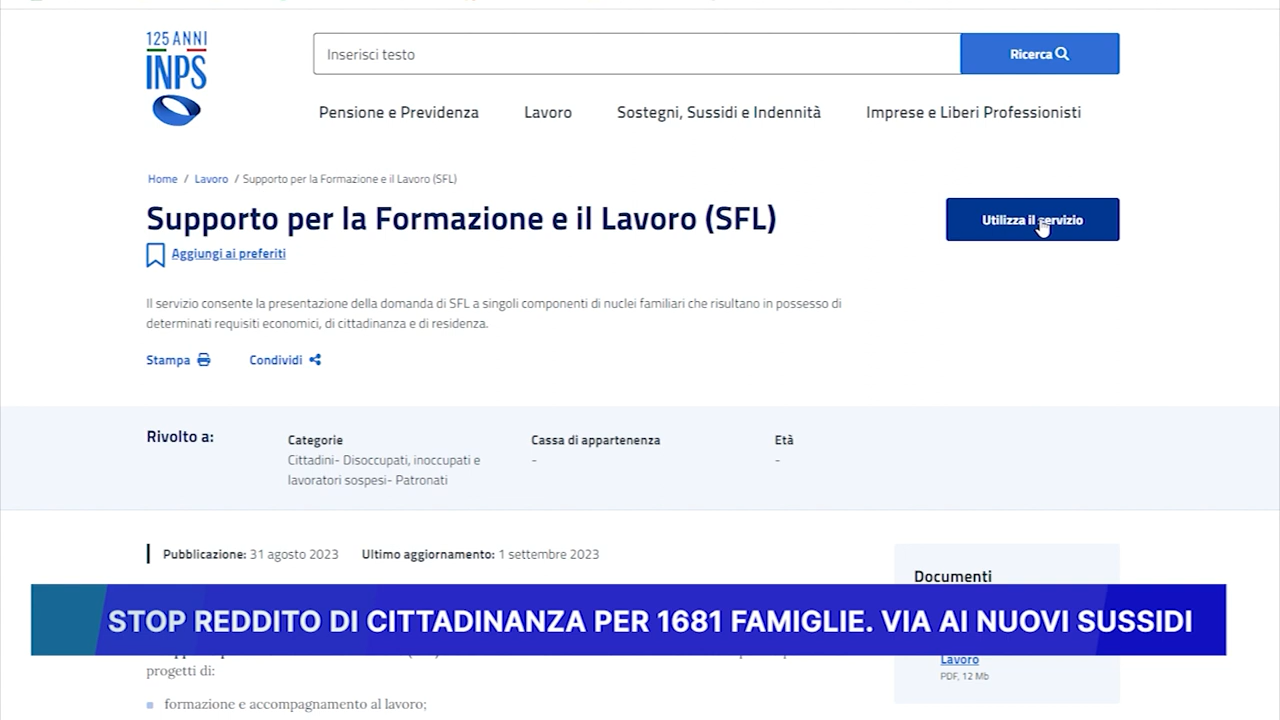 125 ANNI
INPS
Inserisci testo
Ricerca
Pensione e Previdenza
Lavoro
Sostegni, Sussidi e Indennità
Imprese e Liberi Professionisti
Home / Lavoro / Supporto per la Formazione e il Lavoro (SFL)
Supporto per la Formazione e il Lavoro (SFL)
Utilizza il servizio
Aggiungi ai preferiti
Il servizio consente la presentazione della domanda di SFL a singoli componenti di nuclei familiari che risultano in possesso di
determinati requisiti economici, di cittadinanza e di residenza.
Stampa
Condividi
Rivolto a:
Categorie
Cittadini- Disoccupati, inoccupati e
lavoratori sospesi- Patronati
Cassa di appartenenza
-
Età
-
Pubblicazione: 31 agosto 2023 Ultimo aggiornamento: 1 settembre 2023
Documenti
STOP REDDITO DI CITTADINANZA PER 1681 FAMIGLIE. VIA AI NUOVI SUSSIDI
Lavoro
PDF, 12 Mb
progetti di:
formazione e accompagnamento al lavoro;